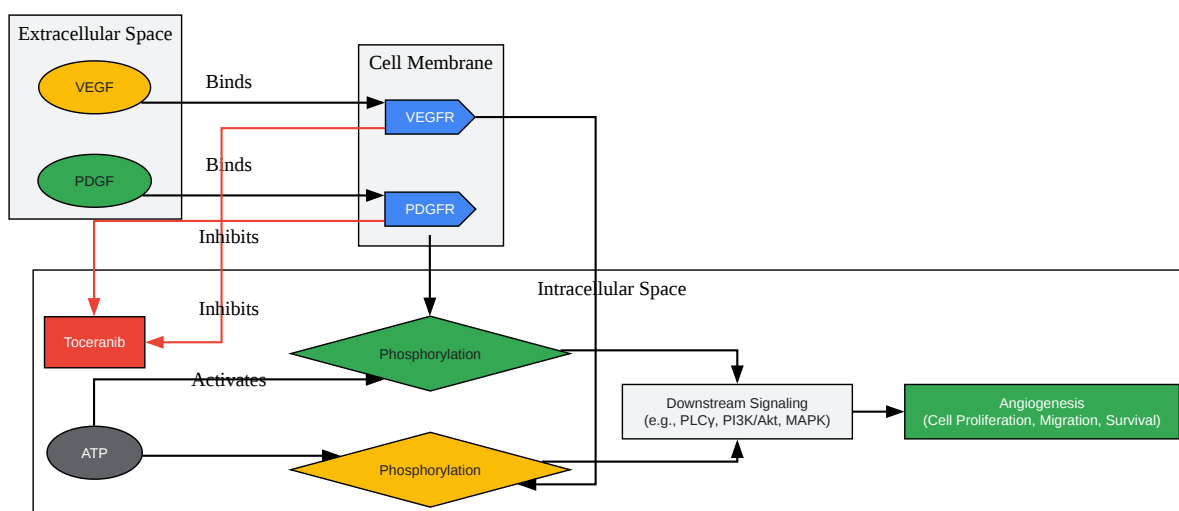 Extracellular Space
VEGF
Binds
Cell Membrane
VEGFR
PDGF
Binds
PDGFR
Inhibits
Intracellular Space
Inhibits
Toceranib
Phosphorylation
Activates
Downstream Signaling
(e.g., PLCγ, PI3K/Akt, MAPK)
Angiogenesis
(Cell Proliferation, Migration, Survival)
ATP
Phosphorylation